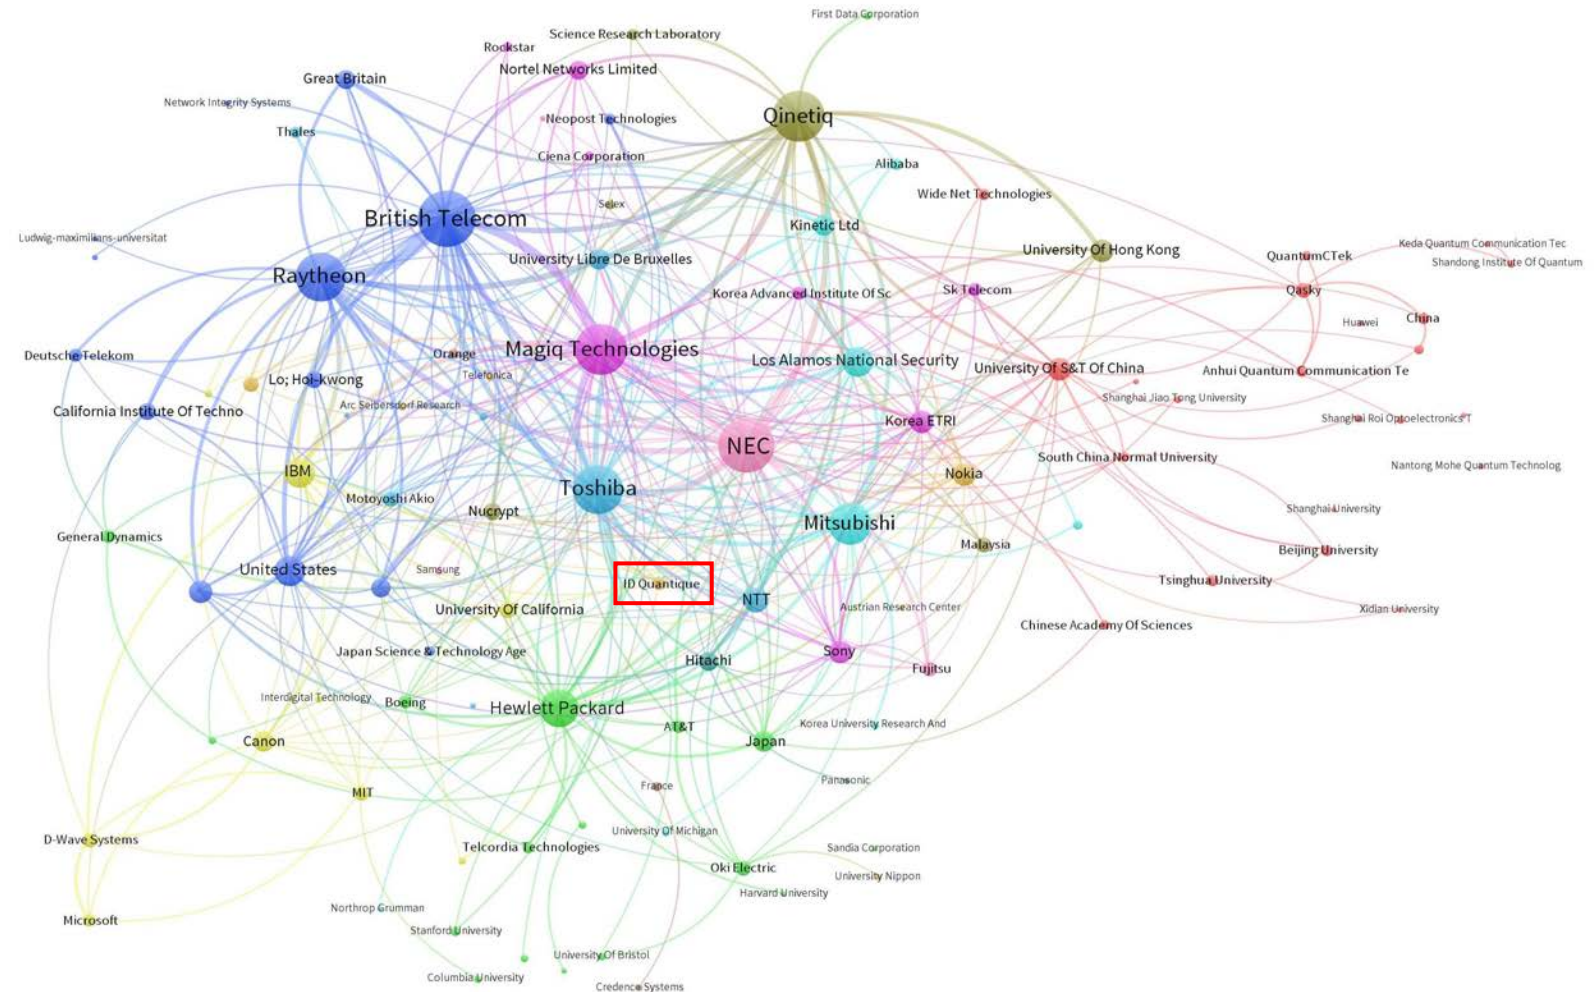 First Data Corporation
Science Research Laboratory
Rockstar
Nortel Networks Limited
Great Britain
Network Integrity Systems
Qinetiq
Neopost Technologies
Thales
Ciena Corporation
Alibaba
Wide Net Technologies
Selex
British Telecom
Kinetic Ltd
Ludwig-maximilians-universitat
Keda Quantum Communication Tec
University Of Hong Kong
QuantumCTek
University Libre De Bruxelles
Shandong Institute Of Quantum
Raytheon
Korea Advanced Institute Of Sc
Sk Telecom
Qasky
China
Huawei
Magiq Technologies
Orange
Deutsche Telekom
Los Alamos National Security
University Of S&T Of China
Anhui Quantum Communication Te
Telefonica
Lo; Hoi-kwong
Shanghai Jiao Tong University
Arc Seibersdorf Research
California Institute Of Techno
Korea ETRI
Shanghai Roi Optoelectronics T
NEC
South China Normal University
Nantong Mohe Quantum Technolog
IBM
Nokia
Toshiba
Motoyoshi Akio
Nucrypt
Shanghai University
Mitsubishi
General Dynamics
Malaysia
Beijing University
United States
Samsung
ID Quantique
Tsinghua University
NTT
University Of California
Austrian Research Center
Xidian University
Chinese Academy Of Sciences
Japan Science & Technology Age
Sony
Hitachi
Fujitsu
Interdigital Technology
Boeing
Hewlett Packard
Korea University Research And
AT&T
Canon
Japan
Panasonic
France
MIT
University Of Michigan
D-Wave Systems
Telcordia Technologies
Sandia Corporation
Oki Electric
University Nippon
Harvard University
Northrop Grumman
Microsoft
Stanford University
University Of Bristol
Columbia University
Credence Systems